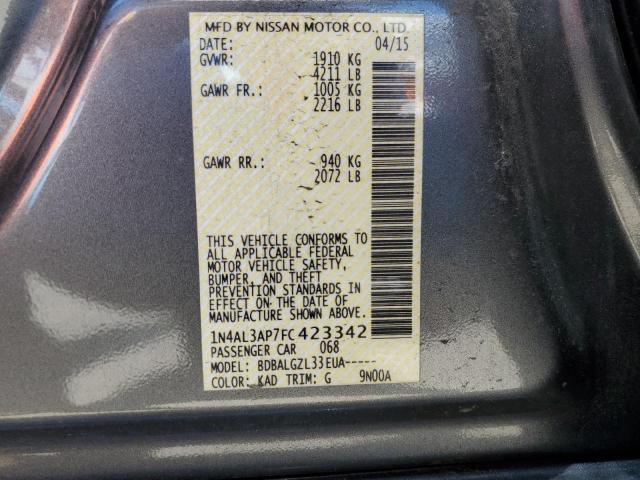 MFD BY NISSAN MOTOR CO., LTD.
DATE: 04/15
GVWR: 1910 KG
4211 LB
GAWR FR.: 1005 KG
2216 LB
GAWR RR.: 940 KG
2072 LB
THIS VEHICLE CONFORMS TO
ALL APPLICABLE FEDERAL
MOTOR VEHICLE SAFETY,
BUMPER, AND THEFT
PREVENTION STANDARDS IN
EFFECT ON THE DATE OF
MANUFACTURE SHOWN ABOVE.
1N4AL3AP7FC423342
PASSENGER CAR 068
MODEL: BDBALGZL33EUA-----
COLOR: KAD TRIM: G 9N00A